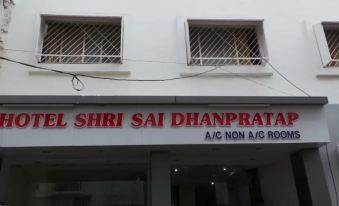 HOTEL SHRI SAI DHANPRATAP
A/C NON A/C ROOMS